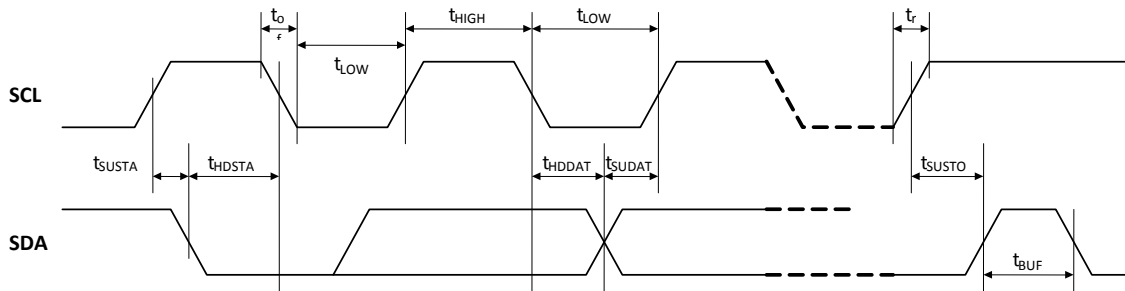 to
f
tHIGH
tLOW
tr
tLOW
SCL
tSUSTA
tHDSTA
tHDDAT
tSUDAT
tSUSTO
SDA
tBUF